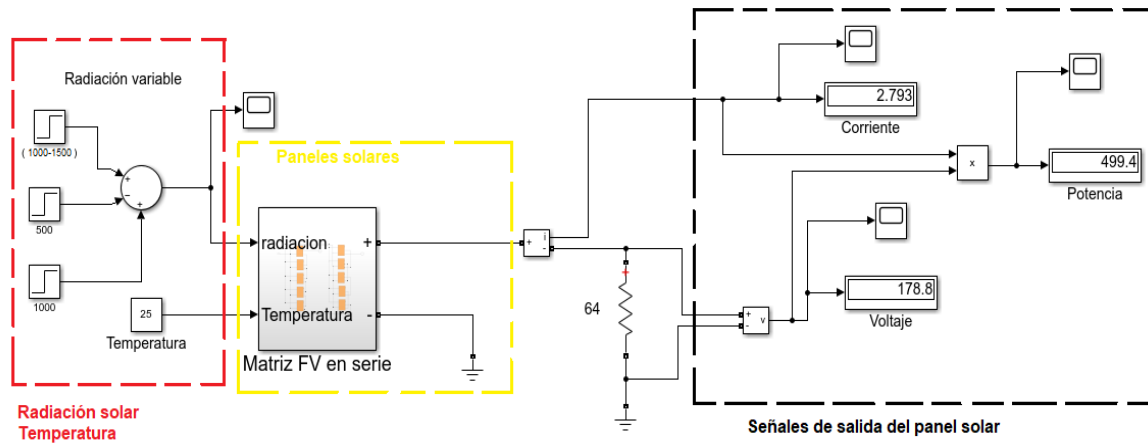 Radiación variable
( 1000-1500 )
+
−
+
500
1000
25
Temperatura
Paneles solares
radiacion
+
Temperatura
-
Matriz FV en serie
+
i
-
+
64
+
-
v
2.793
Corriente
x
499.4
Potencia
178.8
Voltaje
Radiación solar
Temperatura
Señales de salida del panel solar